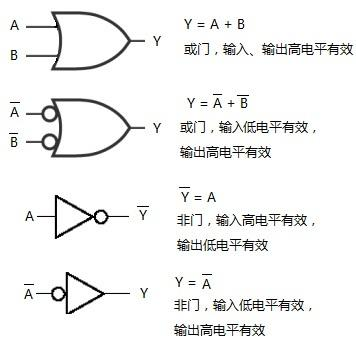 A
B
Y
Y = A + B
或门，输入、输出高电平有效
A̅
B̅
Y
Y = A̅ + B̅
或门，输入低电平有效，
输出高电平有效
A
Y̅
Y̅ = A
非门，输入高电平有效，
输出低电平有效
A̅
Y
Y = A̅
非门，输入低电平有效，
输出高电平有效